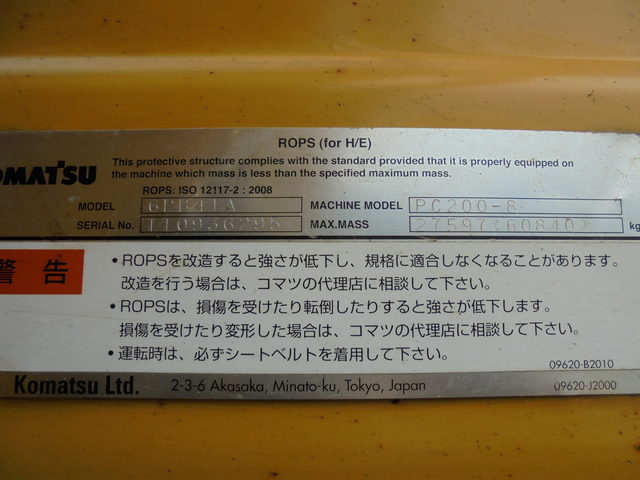 ROPS (for H/E)
KOMATSU
This protective structure complies with the standard provided that it is properly equipped on
the machine which mass is less than the specified maximum mass.
ROPS: ISO 12117-2 : 2008
MODEL MACHINE MODEL PC200-8
SERIAL No. MAX.MASS 27597(60840) kg
警告
・ROPSを改造すると強さが低下し、規格に適合しなくなることがあります。
改造を行う場合は、コマツの代理店に相談して下さい。
・ROPSは、損傷を受けたり転倒したりすると強さが低下します。
損傷を受けたり変形した場合は、コマツの代理店に相談して下さい。
・運転時は、必ずシートベルトを着用して下さい。
09620-B2010
Komatsu Ltd. 2-3-6 Akasaka, Minato-ku, Tokyo, Japan 09620-J2000